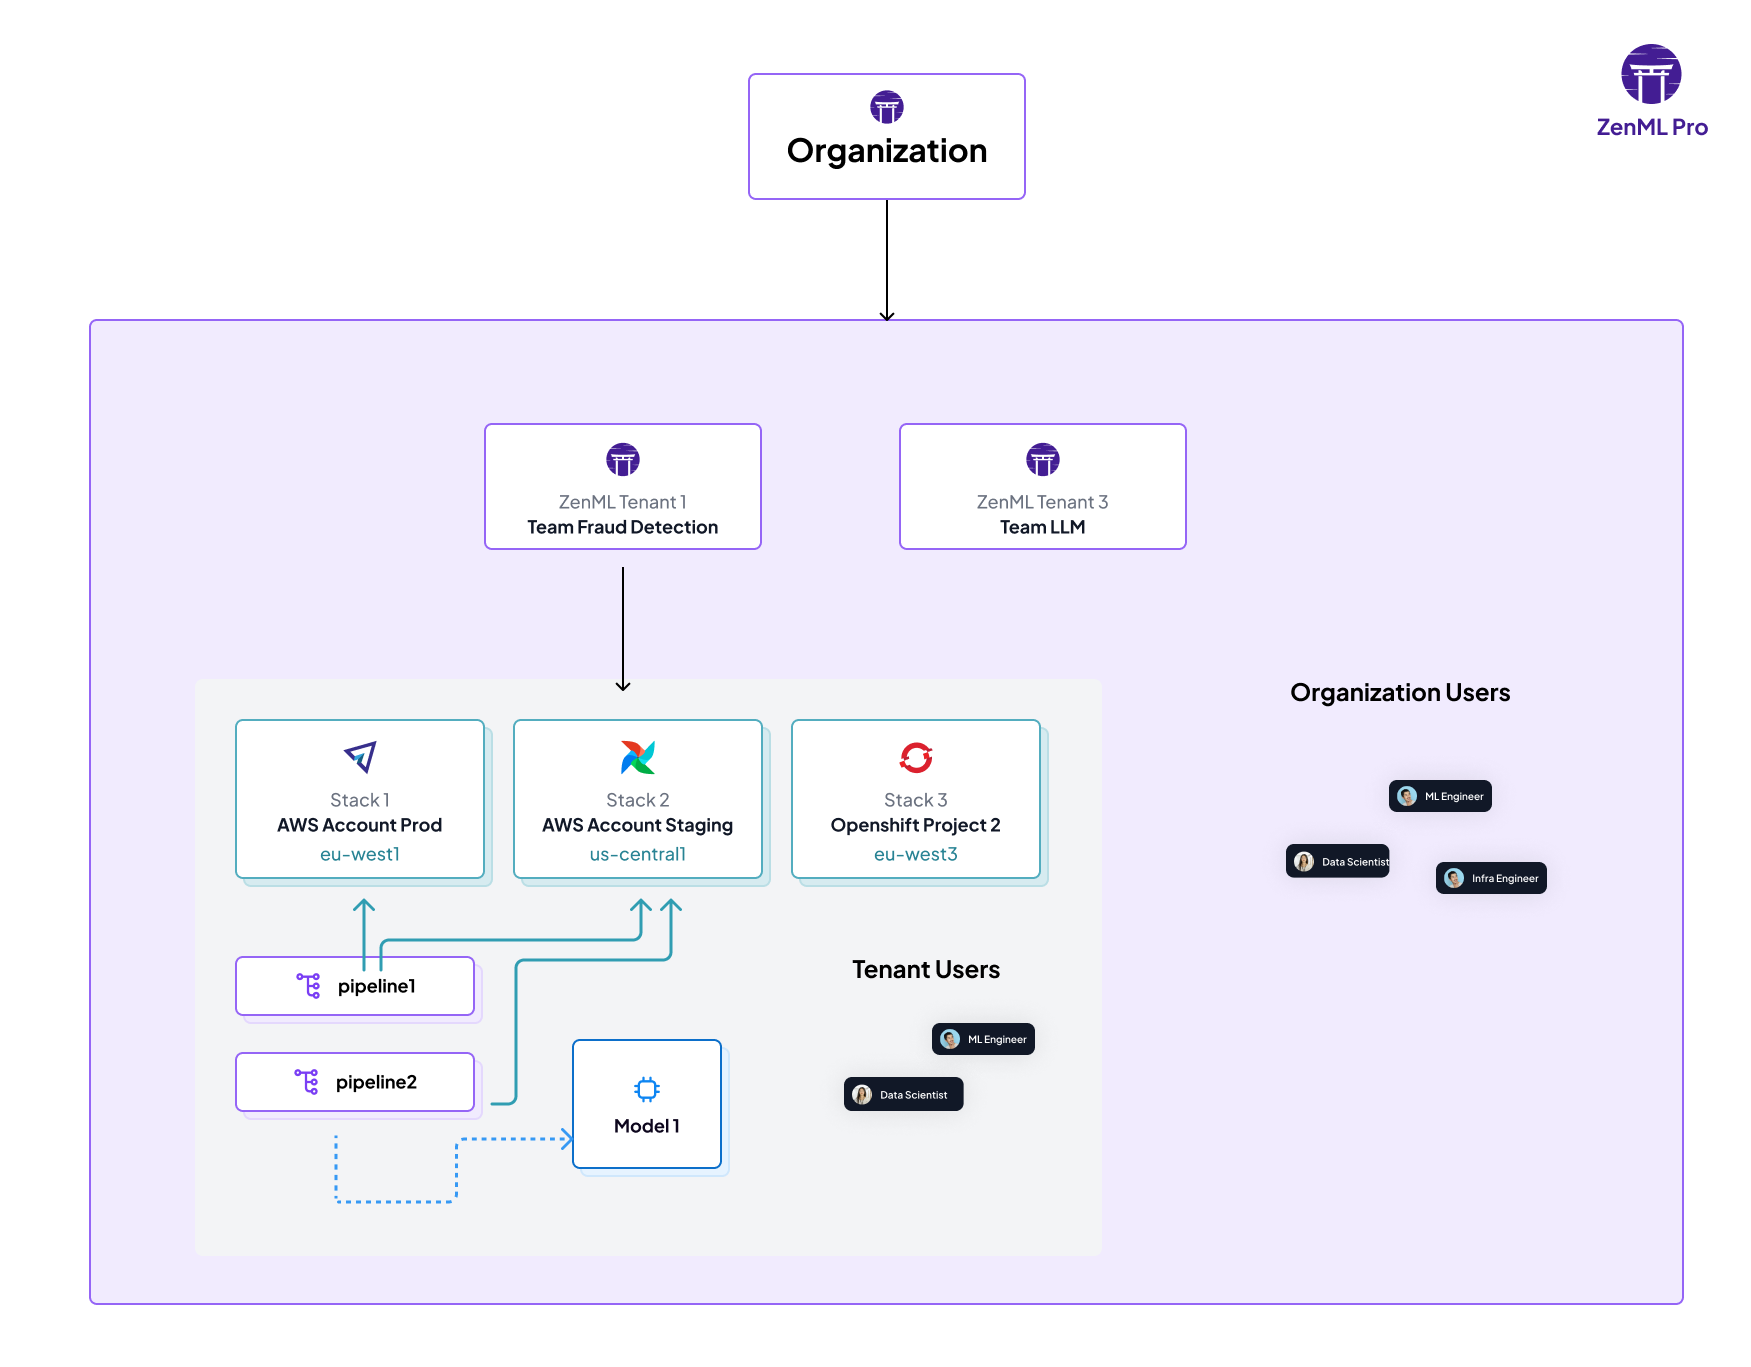 ZenML Pro
Organization
ZenML Tenant 1
Team Fraud Detection
ZenML Tenant 3
Team LLM
Stack 1
AWS Account Prod
eu-west1
Stack 2
AWS Account Staging
us-central1
Stack 3
Openshift Project 2
eu-west3
Organization Users
ML Engineer
Data Scientist
Infra Engineer
pipeline1
pipeline2
Model 1
Tenant Users
ML Engineer
Data Scientist